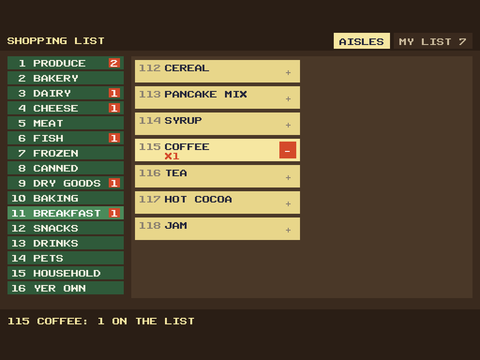 SHOPPING LIST
AISLES
MY LIST 7
1 PRODUCE 2
2 BAKERY
3 DAIRY 1
4 CHEESE 1
5 MEAT
6 FISH 1
7 FROZEN
8 CANNED
9 DRY GOODS 1
10 BAKING
11 BREAKFAST 1
12 SNACKS
13 DRINKS
14 PETS
15 HOUSEHOLD
16 YER OWN
112 CEREAL +
113 PANCAKE MIX +
114 SYRUP +
115 COFFEE -
X1
116 TEA +
117 HOT COCOA +
118 JAM +
115 COFFEE: 1 ON THE LIST